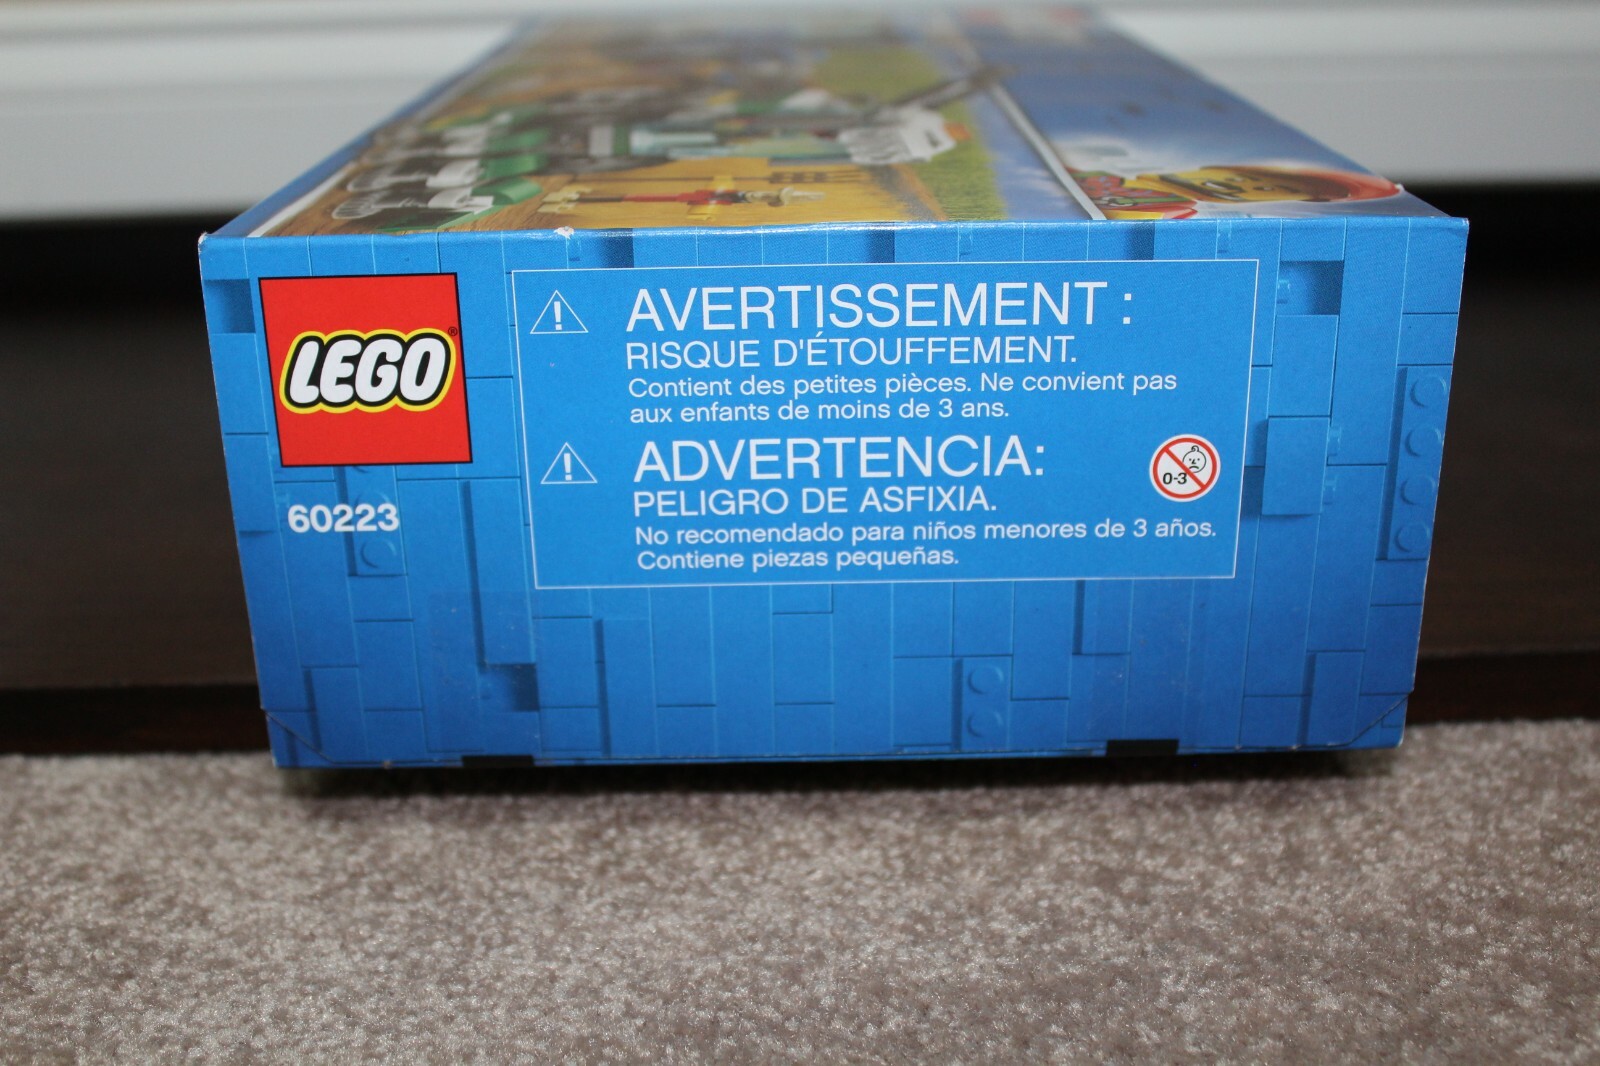 LEGO®
60223
AVERTISSEMENT :
RISQUE D'ÉTOUFFEMENT.
Contient des petites pièces. Ne convient pas
aux enfants de moins de 3 ans.
ADVERTENCIA:
PELIGRO DE ASFIXIA.
No recomendado para niños menores de 3 años.
Contiene piezas pequeñas.
0-3